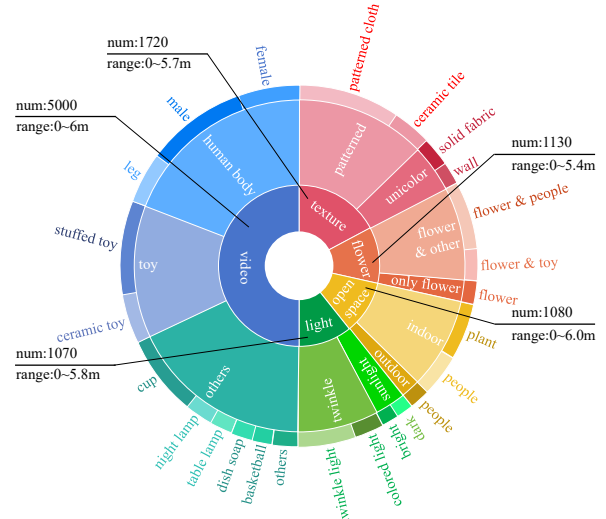 num:1720
range:0~5.7m
num:5000
range:0~6m
num:1130
range:0~5.4m
num:1080
range:0~6.0m
num:1070
range:0~5.8m
texture
flower
open
space
light
video
patterned
unicolor
flower
& other
only flower
indoor
outdoor
sunlight
twinkle
others
toy
human body
patterned cloth
ceramic tile
solid fabric
wall
flower & people
flower & toy
flower
plant
people
people
dark
bright
colored light
winkle light
others
basketball
dish soap
table lamp
night lamp
cup
ceramic toy
stuffed toy
leg
male
female